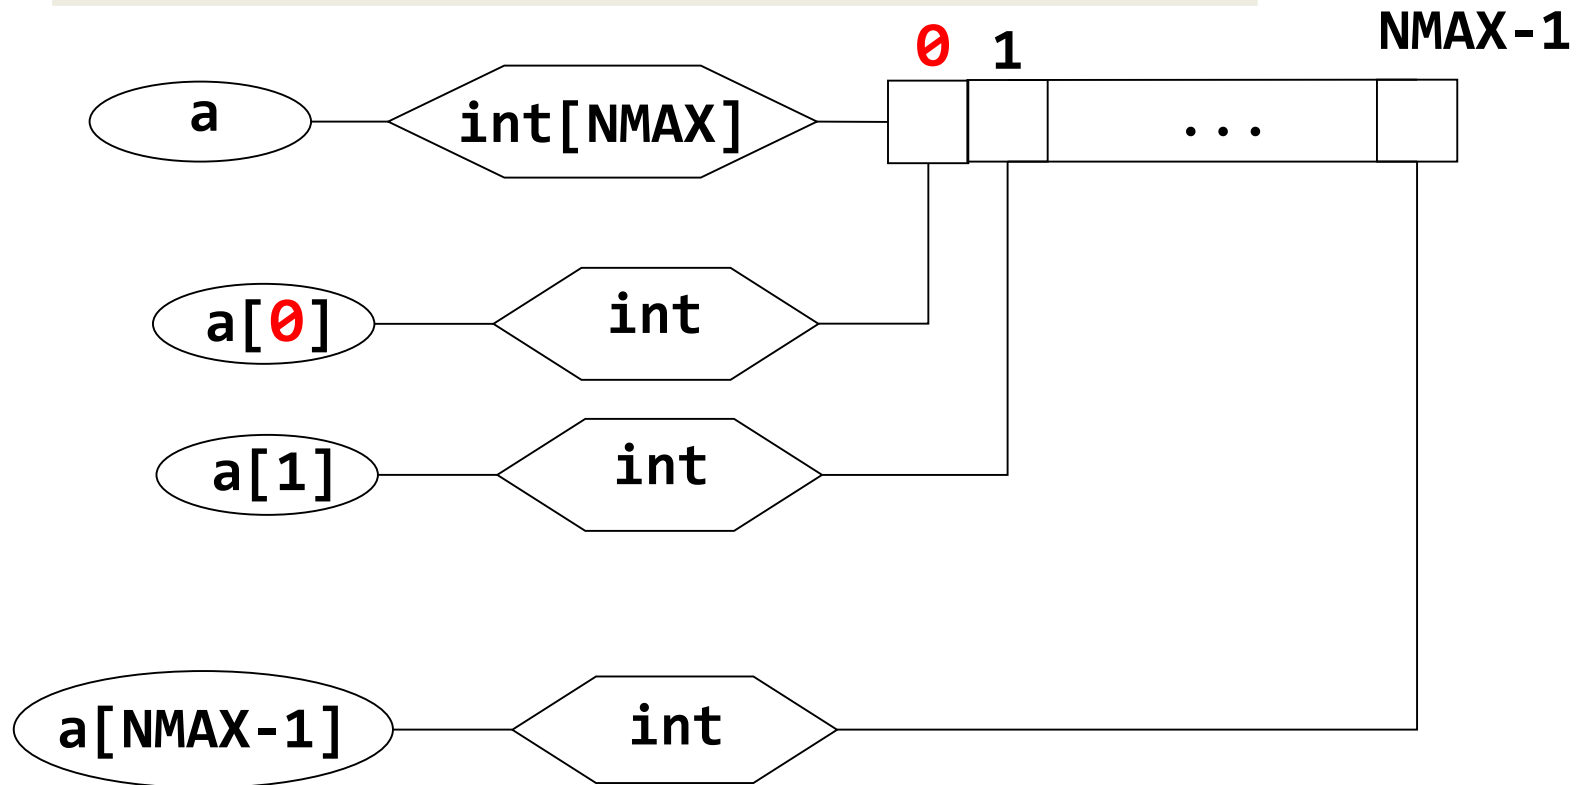 0 1 NMAX-1
a int[NMAX] ...
a[0] int
a[1] int
a[NMAX-1] int